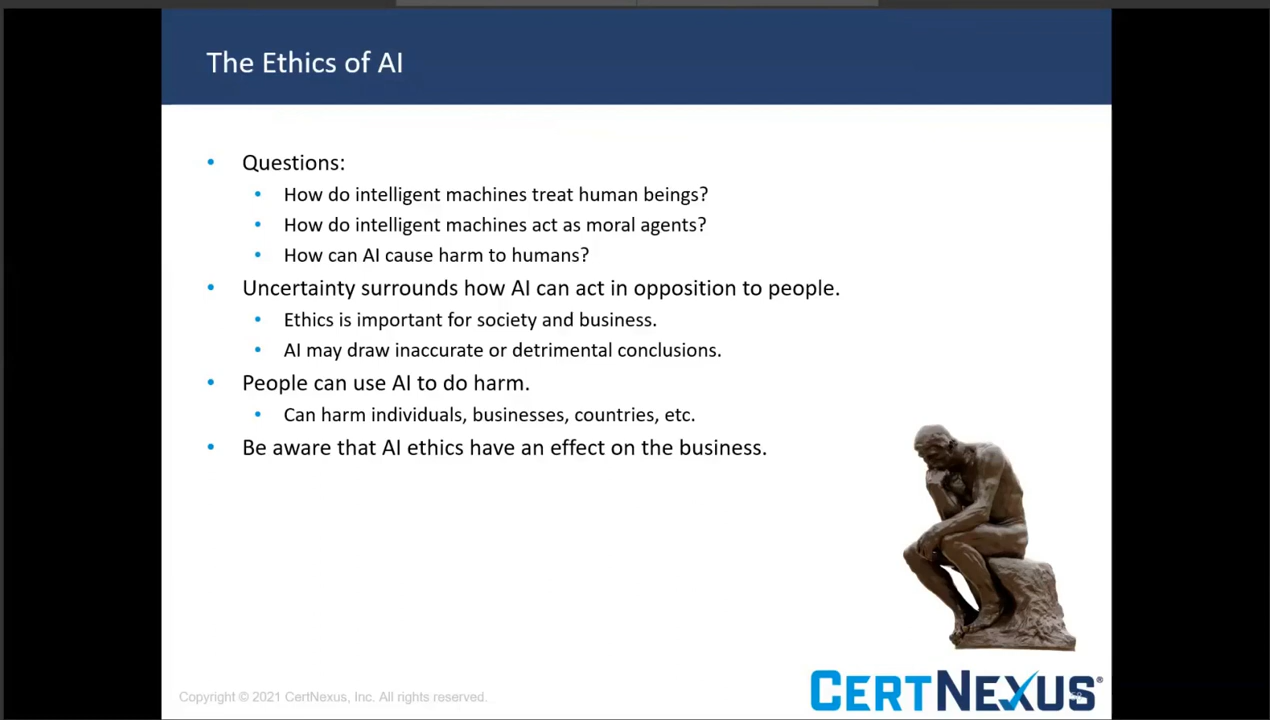 The Ethics of AI
• Questions:
• How do intelligent machines treat human beings?
• How do intelligent machines act as moral agents?
• How can AI cause harm to humans?
• Uncertainty surrounds how AI can act in opposition to people.
• Ethics is important for society and business.
• AI may draw inaccurate or detrimental conclusions.
• People can use AI to do harm.
• Can harm individuals, businesses, countries, etc.
• Be aware that AI ethics have an effect on the business.
Copyright © 2021 CertNexus, Inc. All rights reserved.
CERTNEXUS®